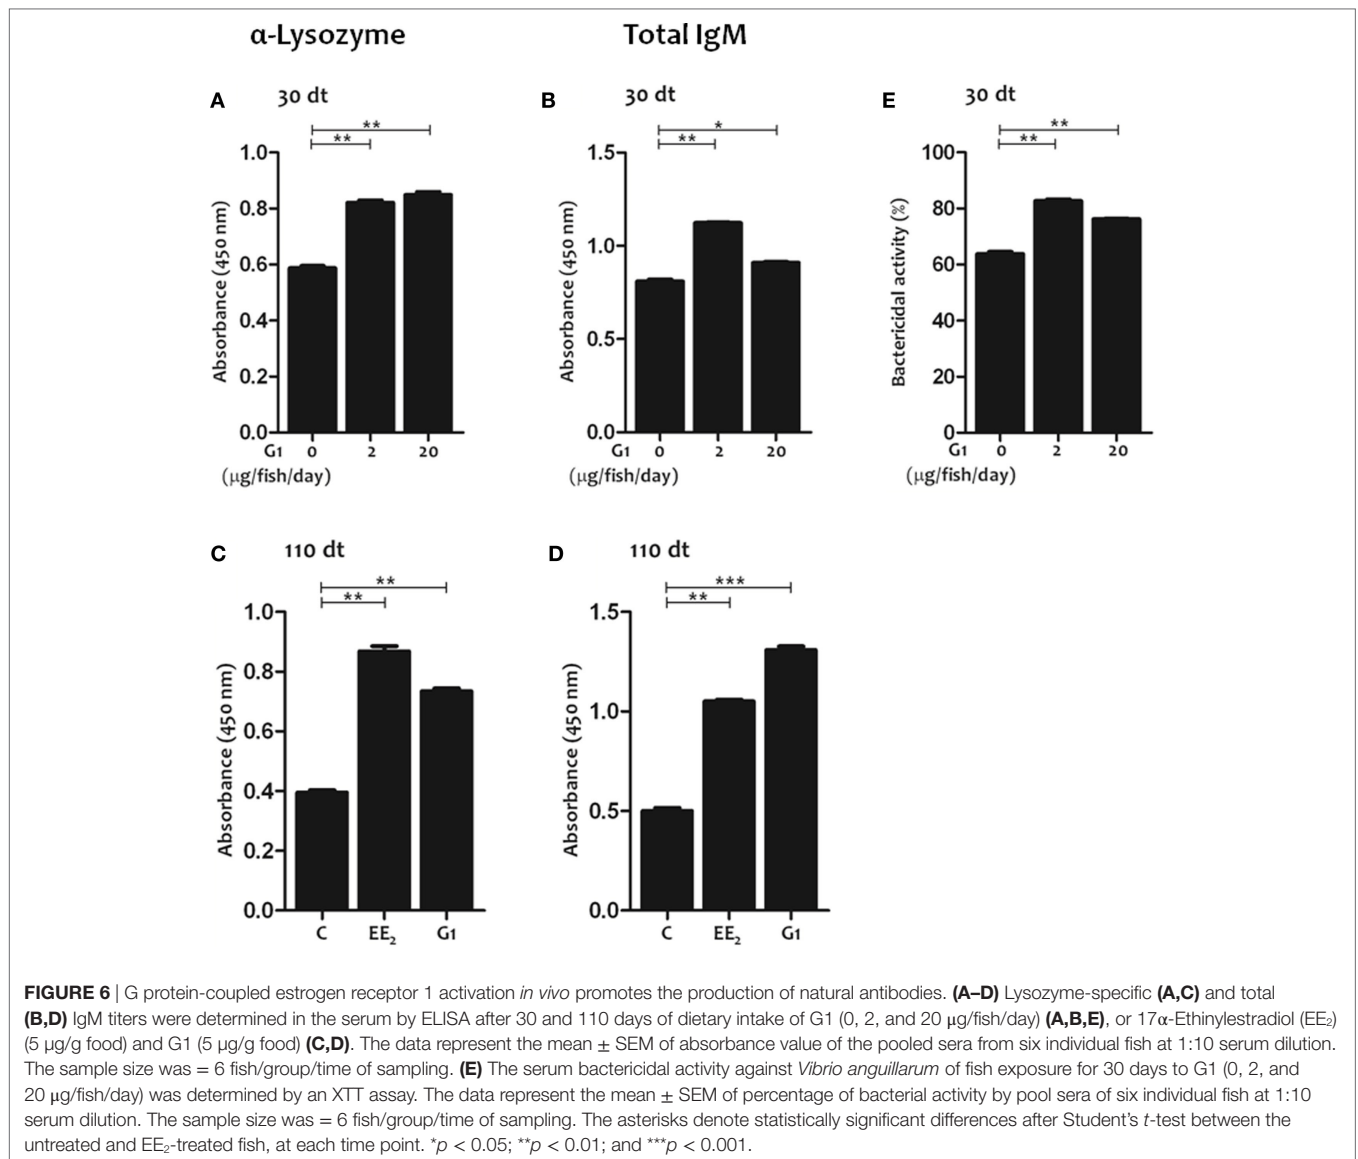 α-Lysozyme
Total IgM
A
30 dt
**
**
1.0
0.8
0.6
0.4
0.2
0.0
Absorbance (450 nm)
G1 0 2 20
(μg/fish/day)
B
30 dt
*
**
1.5
1.0
0.5
0.0
Absorbance (450 nm)
G1 0 2 20
(μg/fish/day)
E
30 dt
**
**
100
80
60
40
20
0
Bactericidal activity (%)
G1 0 2 20
(μg/fish/day)
C
110 dt
**
**
1.0
0.8
0.6
0.4
0.2
0.0
Absorbance (450 nm)
C EE₂ G1
D
110 dt
***
**
1.5
1.0
0.5
0.0
Absorbance (450 nm)
C EE₂ G1
FIGURE 6 | G protein-coupled estrogen receptor 1 activation in vivo promotes the production of natural antibodies. (A–D) Lysozyme-specific (A,C) and total
(B,D) IgM titers were determined in the serum by ELISA after 30 and 110 days of dietary intake of G1 (0, 2, and 20 μg/fish/day) (A,B,E), or 17α-Ethinylestradiol (EE₂)
(5 μg/g food) and G1 (5 μg/g food) (C,D). The data represent the mean ± SEM of absorbance value of the pooled sera from six individual fish at 1:10 serum dilution.
The sample size was = 6 fish/group/time of sampling. (E) The serum bactericidal activity against Vibrio anguillarum of fish exposure for 30 days to G1 (0, 2, and
20 μg/fish/day) was determined by an XTT assay. The data represent the mean ± SEM of percentage of bacterial activity by pool sera of six individual fish at 1:10
serum dilution. The sample size was = 6 fish/group/time of sampling. The asterisks denote statistically significant differences after Student's t-test between the
untreated and EE₂-treated fish, at each time point. *p < 0.05; **p < 0.01; and ***p < 0.001.